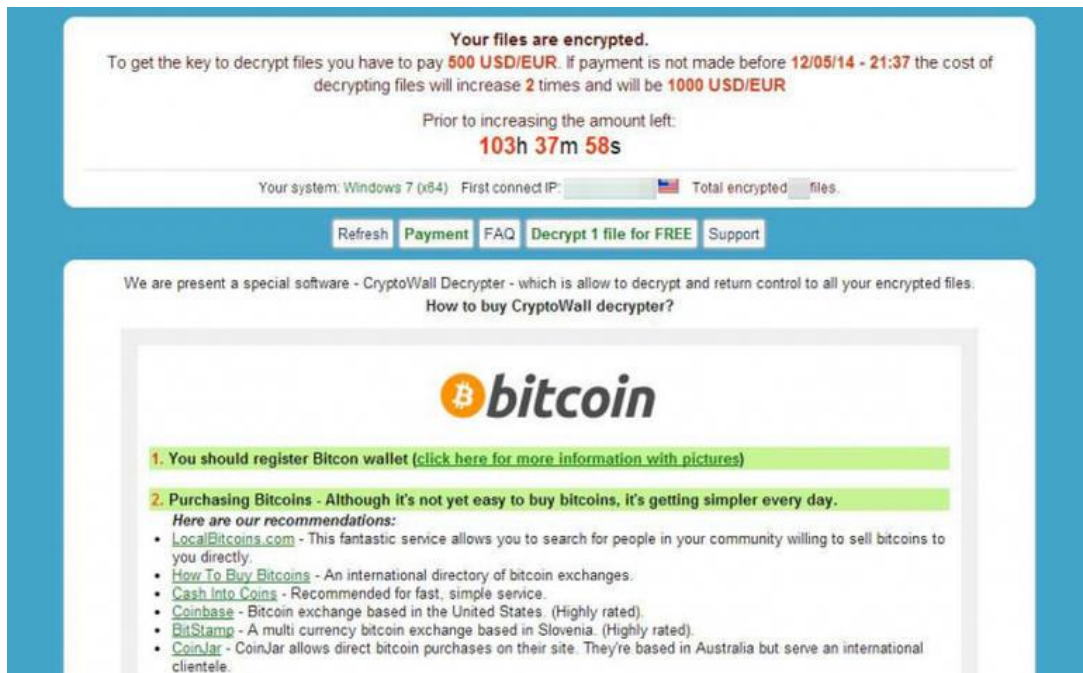 Your files are encrypted.
To get the key to decrypt files you have to pay 500 USD/EUR. If payment is not made before 12/05/14 - 21:37 the cost of
decrypting files will increase 2 times and will be 1000 USD/EUR
Prior to increasing the amount left:
103h 37m 58s
Your system: Windows 7 (x64) First connect IP: Total encrypted files.
Refresh Payment FAQ Decrypt 1 file for FREE Support
We are present a special software - CryptoWall Decrypter - which is allow to decrypt and return control to all your encrypted files.
How to buy CryptoWall decrypter?
bitcoin
1. You should register Bitcon wallet (click here for more information with pictures)
2. Purchasing Bitcoins - Although it's not yet easy to buy bitcoins, it's getting simpler every day.
Here are our recommendations:
• LocalBitcoins.com - This fantastic service allows you to search for people in your community willing to sell bitcoins to
you directly.
• How To Buy Bitcoins - An international directory of bitcoin exchanges.
• Cash Into Coins - Recommended for fast, simple service.
• Coinbase - Bitcoin exchange based in the United States. (Highly rated).
• BitStamp - A multi currency bitcoin exchange based in Slovenia. (Highly rated).
• CoinJar - CoinJar allows direct bitcoin purchases on their site. They're based in Australia but serve an international
clientele.